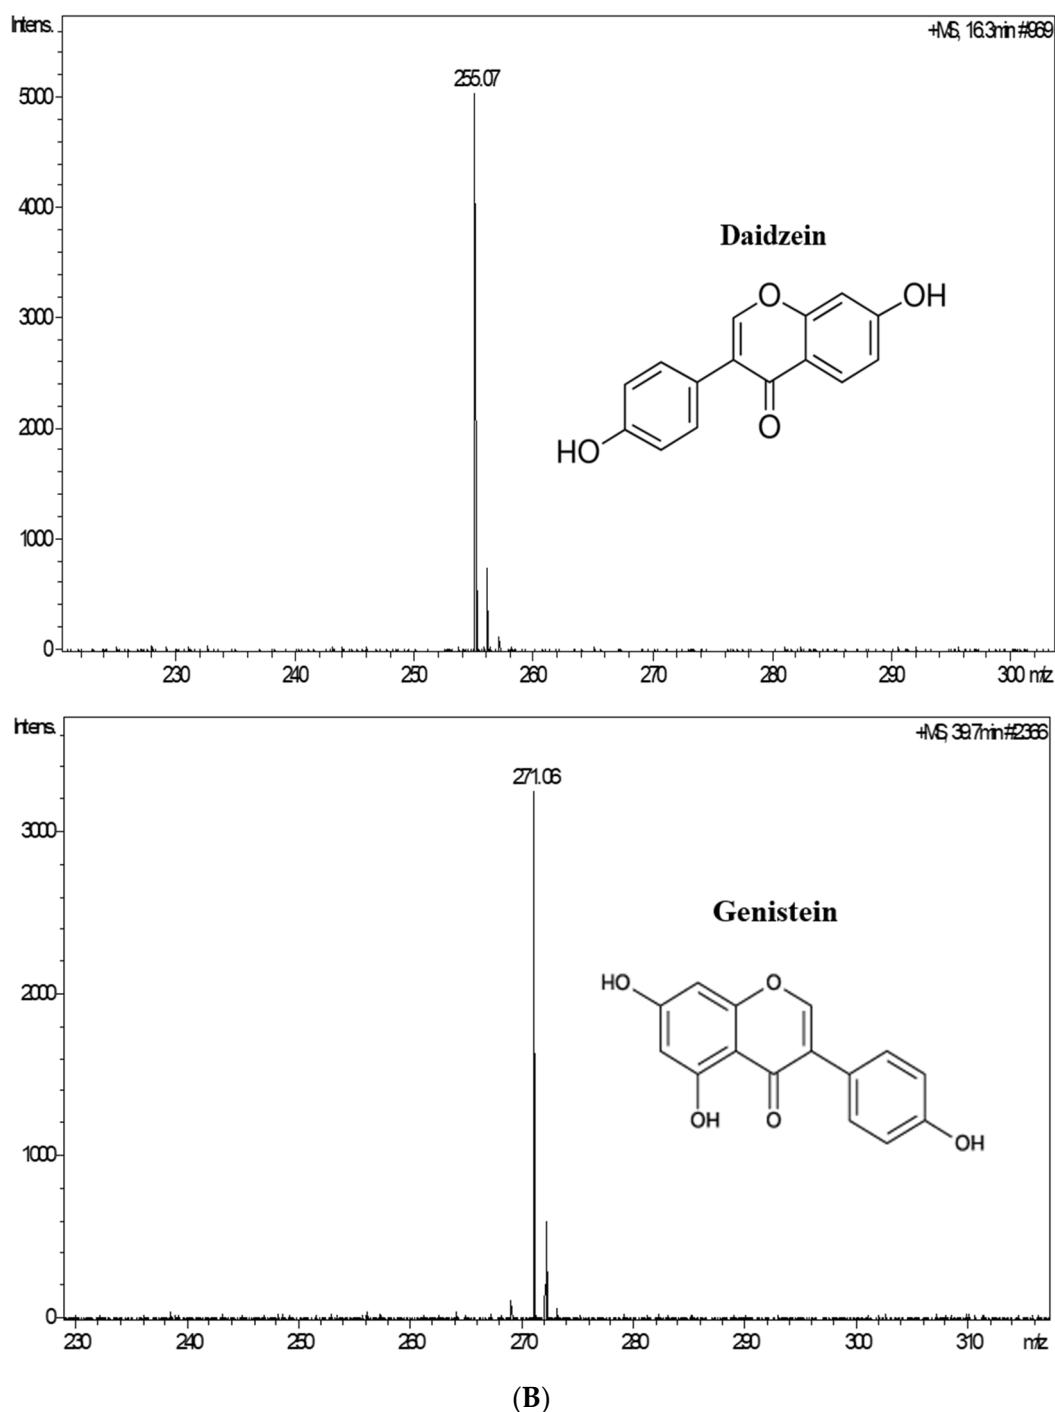 Intens.
+MS, 16.3min #969
255.07
5000
4000
3000
2000
1000
0
Daidzein
O
OH
O
HO
230 240 250 260 270 280 290 300 m/z
Intens.
+MS, 39.7min #2366
271.06
3000
2000
1000
0
Genistein
HO
O
OH
O
OH
230 240 250 260 270 280 290 300 310 m/z
(B)